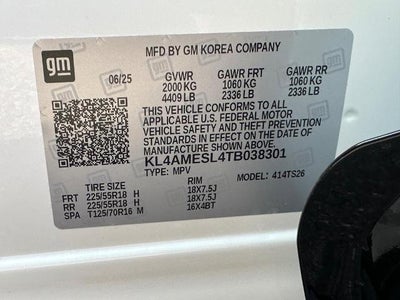 gm
MFD BY GM KOREA COMPANY
06/25 GVWR GAWR FRT GAWR RR
2000 KG 1060 KG 1060 KG
4409 LB 2336 LB 2336 LB
THIS VEHICLE CONFORMS TO ALL
APPLICABLE U.S. FEDERAL MOTOR
VEHICLE SAFETY, BUMPER, AND THEFT
PREVENTION STANDARDS IN EFFECT ON THE DATE
OF MANUFACTURE SHOWN ABOVE.
KL4AMESL4TB038301
TYPE: MPV MODEL: 414TS26
TIRE SIZE RIM
FRT 225/55R18 H 18X7.5J
RR 225/55R18 H 18X7.5J
SPA T125/70R16 M 16X4BT